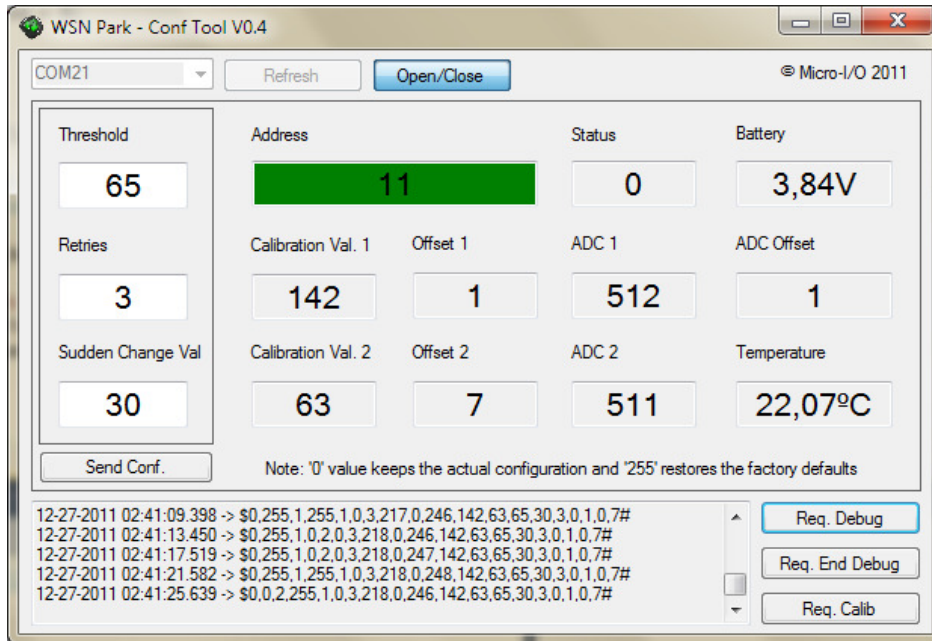 WSN Park - Conf Tool V0.4
COM21 Refresh Open/Close © Micro-I/O 2011
Threshold Address Status Battery
65 11 0 3,84V
Retries Calibration Val. 1 Offset 1 ADC 1 ADC Offset
3 142 1 512 1
Sudden Change Val Calibration Val. 2 Offset 2 ADC 2 Temperature
30 63 7 511 22,07ºC
Send Conf. Note: '0' value keeps the actual configuration and '255' restores the factory defaults
12-27-2011 02:41:09.398 -> $0,255,1,255,1,0,3,217,0,246,142,63,65,30,3,0,1,0,7#
12-27-2011 02:41:13.450 -> $0,255,1,0,2,0,3,218,0,246,142,63,65,30,3,0,1,0,7#
12-27-2011 02:41:17.519 -> $0,255,1,0,2,0,3,218,0,247,142,63,65,30,3,0,1,0,7#
12-27-2011 02:41:21.582 -> $0,255,1,255,1,0,3,218,0,248,142,63,65,30,3,0,1,0,7#
12-27-2011 02:41:25.639 -> $0,0,2,255,1,0,3,218,0,246,142,63,65,30,3,0,1,0,7#
Req. Debug
Req. End Debug
Req. Calib